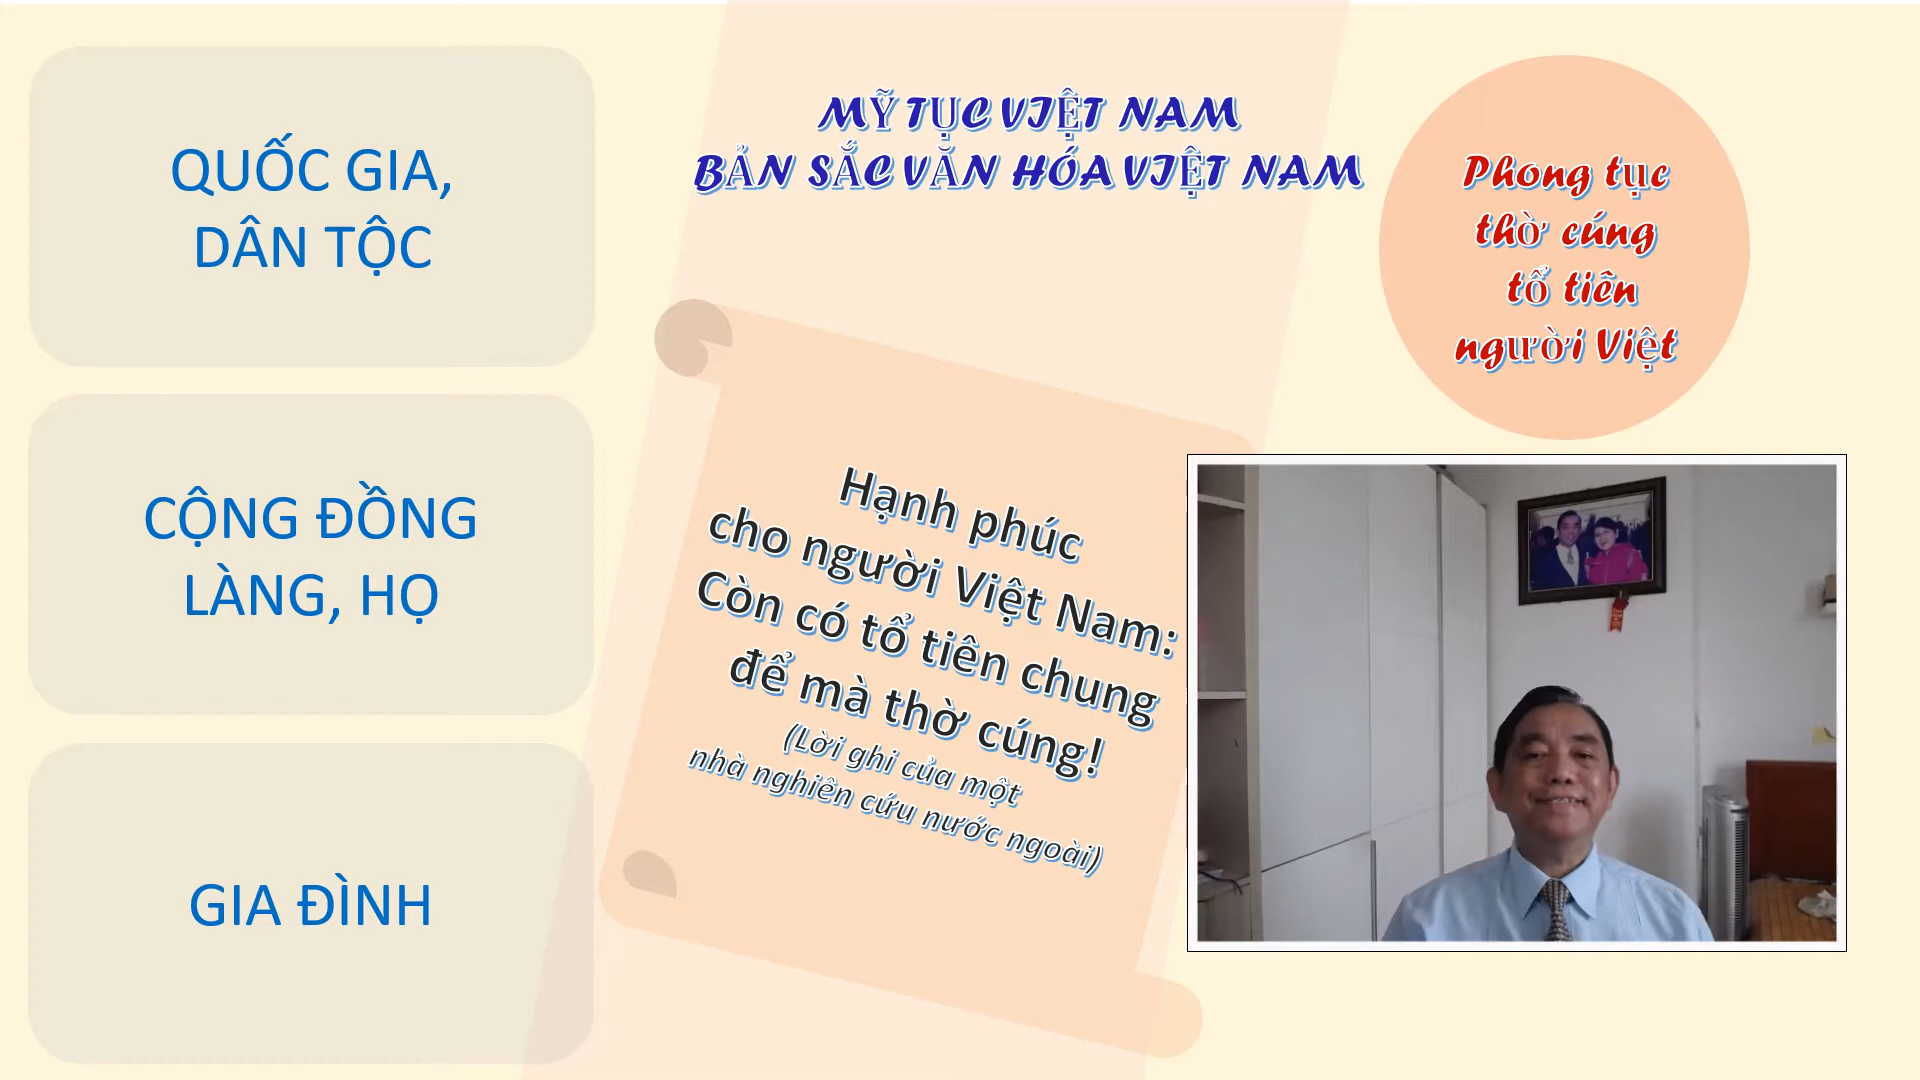 QUỐC GIA,
DÂN TỘC
CỘNG ĐỒNG
LÀNG, HỌ
GIA ĐÌNH
MỸ TỤC VIỆT NAM
BẢN SẮC VĂN HÓA VIỆT NAM
Hạnh phúc
cho người Việt Nam:
Còn có tổ tiên chung
để mà thờ cúng!
(Lời ghi của một
nhà nghiên cứu nước ngoài)
Phong tục
thờ cúng
tổ tiên
người Việt